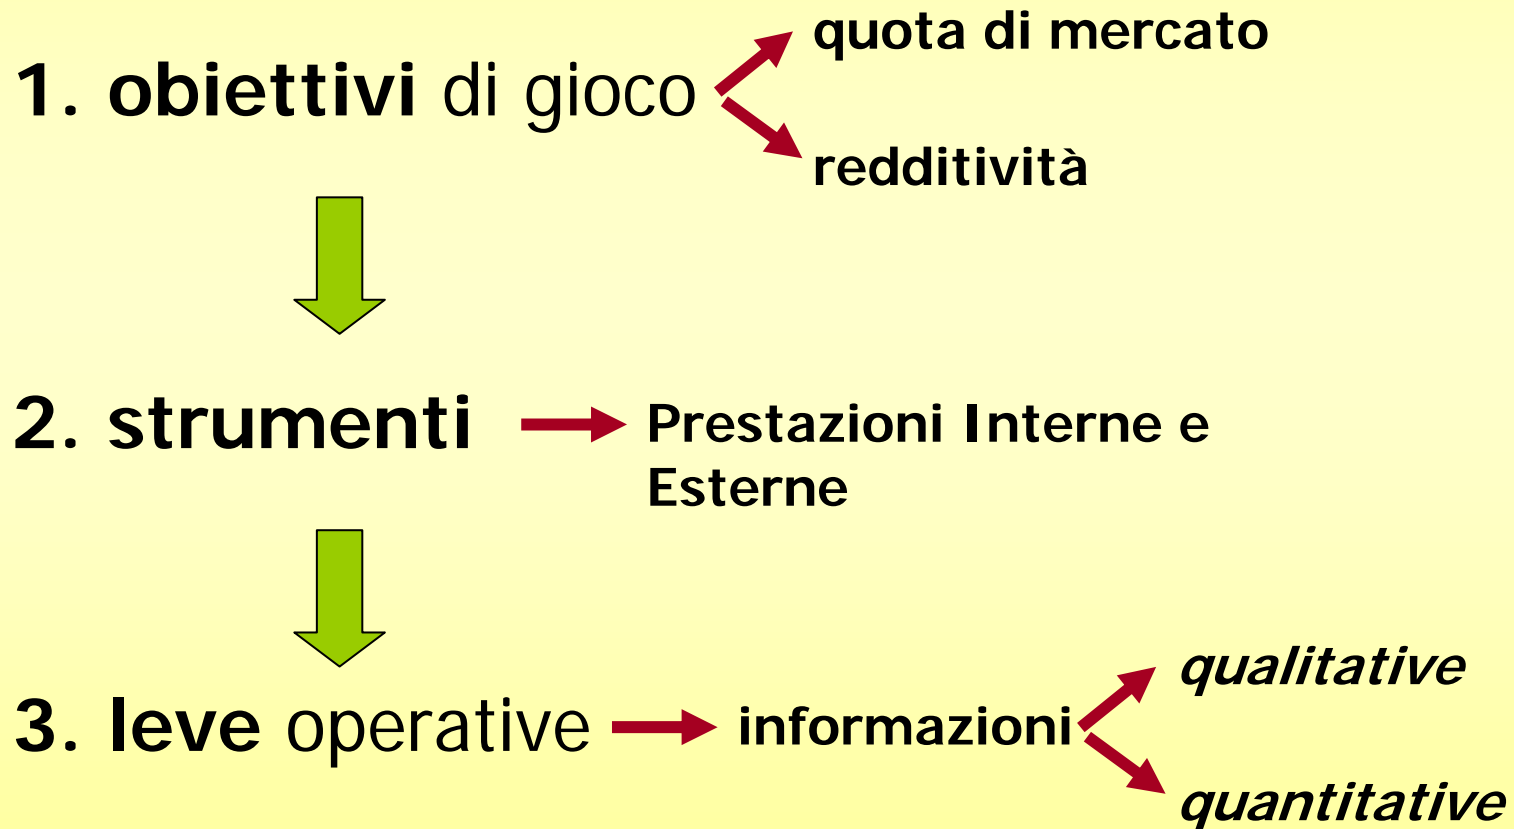 quota di mercato
1. obiettivi di gioco
redditività
2. strumenti
Prestazioni Interne e
Esterne
qualitative
3. leve operative
informazioni
quantitative